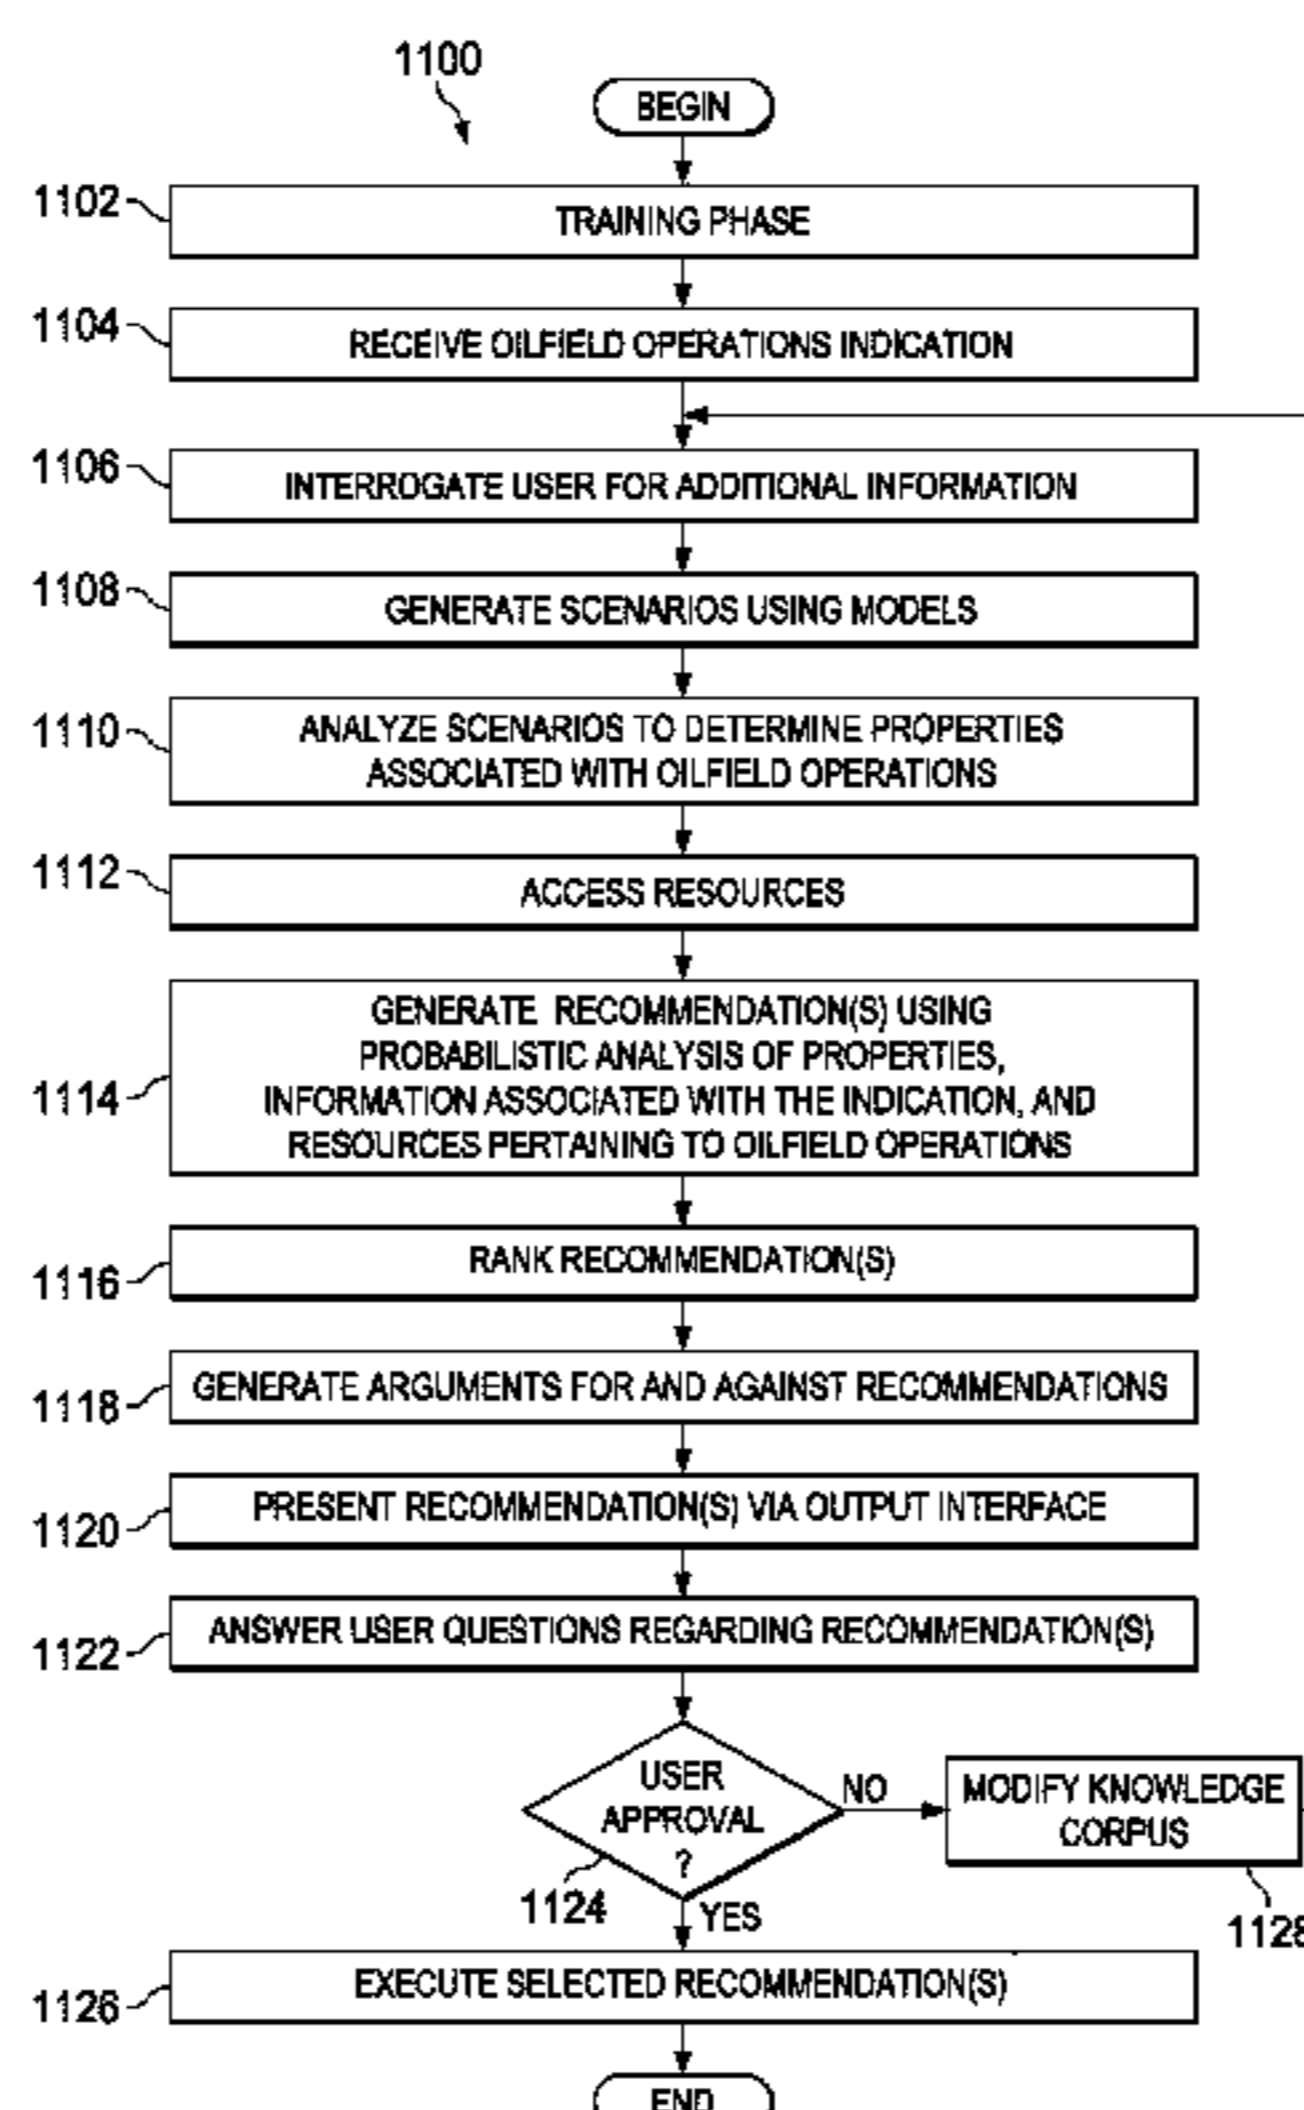 1100
BEGIN
1102
TRAINING PHASE
1104
RECEIVE OILFIELD OPERATIONS INDICATION
1106
INTERROGATE USER FOR ADDITIONAL INFORMATION
1108
GENERATE SCENARIOS USING MODELS
1110
ANALYZE SCENARIOS TO DETERMINE PROPERTIES
ASSOCIATED WITH OILFIELD OPERATIONS
1112
ACCESS RESOURCES
1114
GENERATE RECOMMENDATION(S) USING
PROBABILISTIC ANALYSIS OF PROPERTIES,
INFORMATION ASSOCIATED WITH THE INDICATION, AND
RESOURCES PERTAINING TO OILFIELD OPERATIONS
1116
RANK RECOMMENDATION(S)
1118
GENERATE ARGUMENTS FOR AND AGAINST RECOMMENDATIONS
1120
PRESENT RECOMMENDATION(S) VIA OUTPUT INTERFACE
1122
ANSWER USER QUESTIONS REGARDING RECOMMENDATION(S)
USER
APPROVAL
?
1124
NO
MODIFY KNOWLEDGE
CORPUS
1128
YES
1126
EXECUTE SELECTED RECOMMENDATION(S)
END